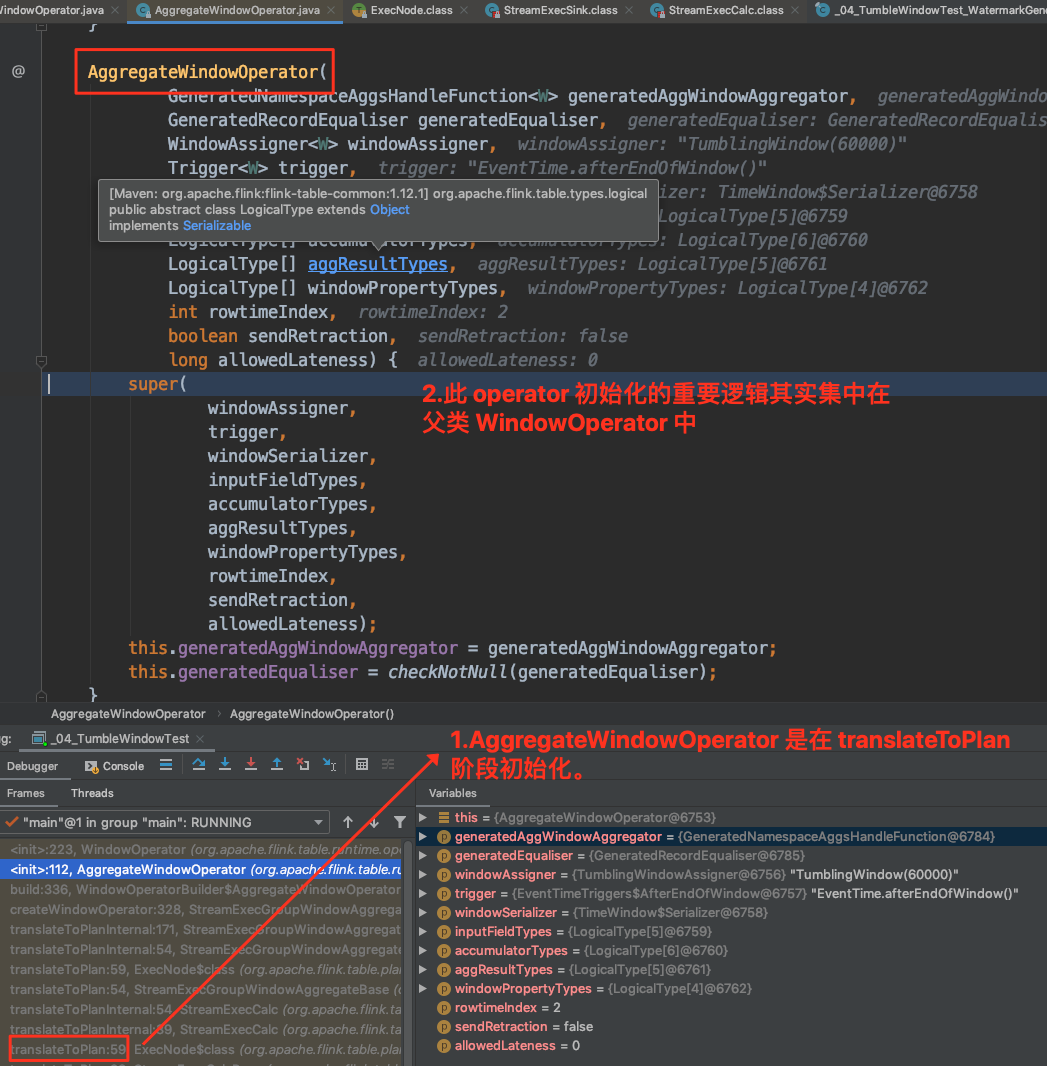 WindowOperator.java
AggregateWindowOperator.java
ExecNode.class
StreamExecSink.class
StreamExecCalc.class
_04_TumbleWindowTest_WatermarkGen
}
@
AggregateWindowOperator(
GeneratedNamespaceAggsHandleFunction<W> generatedAggWindowAggregator, generatedAggWindo
GeneratedRecordEqualiser generatedEqualiser, generatedEqualiser: GeneratedRecordEqualis
WindowAssigner<W> windowAssigner, windowAssigner: "TumblingWindow(60000)"
Trigger<W> trigger, trigger: "EventTime.afterEndOfWindow()"
[Maven: org.apache.flink:flink-table-common:1.12.1] org.apache.flink.table.types.logical
public abstract class LogicalType extends Object
implements Serializable
izer: TimeWindow$Serializer@6758
LogicalType[5]@6759
LogicalType[] accumulatorTypes, accumulatorTypes: LogicalType[6]@6760
LogicalType[] aggResultTypes, aggResultTypes: LogicalType[5]@6761
LogicalType[] windowPropertyTypes, windowPropertyTypes: LogicalType[4]@6762
int rowtimeIndex, rowtimeIndex: 2
boolean sendRetraction, sendRetraction: false
long allowedLateness) { allowedLateness: 0
super(
2.此 operator 初始化的重要逻辑其实集中在
父类 WindowOperator 中
windowAssigner,
trigger,
windowSerializer,
inputFieldTypes,
accumulatorTypes,
aggResultTypes,
windowPropertyTypes,
rowtimeIndex,
sendRetraction,
allowedLateness);
this.generatedAggWindowAggregator = generatedAggWindowAggregator;
this.generatedEqualiser = checkNotNull(generatedEqualiser);
}
AggregateWindowOperator › AggregateWindowOperator()
g: _04_TumbleWindowTest
1.AggregateWindowOperator 是在 translateToPlan
阶段初始化。
Debugger Console
Frames Threads
"main"@1 in group "main": RUNNING
<init>:223, WindowOperator (org.apache.flink.table.runtime.ope
<init>:112, AggregateWindowOperator (org.apache.flink.table.ru
build:336, WindowOperatorBuilder$AggregateWindowOperator
createWindowOperator:328, StreamExecGroupWindowAggrega
translateToPlanInternal:171, StreamExecGroupWindowAggregat
translateToPlanInternal:54, StreamExecGroupWindowAggregate
translateToPlan:59, ExecNode$class (org.apache.flink.table.plan
translateToPlan:54, StreamExecGroupWindowAggregateBase (o
translateToPlanInternal:54, StreamExecCalc (org.apache.flink.ta
translateToPlanInternal:39, StreamExecCalc (org.apache.flink.ta
translateToPlan:59, ExecNode$class (org.apache.flink.table.plan
Variables
this = {AggregateWindowOperator@6753}
generatedAggWindowAggregator = {GeneratedNamespaceAggsHandleFunction@6784}
generatedEqualiser = {GeneratedRecordEqualiser@6785}
windowAssigner = {TumblingWindowAssigner@6756} "TumblingWindow(60000)"
trigger = {EventTimeTriggers$AfterEndOfWindow@6757} "EventTime.afterEndOfWindow()"
windowSerializer = {TimeWindow$Serializer@6758}
inputFieldTypes = {LogicalType[5]@6759}
accumulatorTypes = {LogicalType[6]@6760}
aggResultTypes = {LogicalType[5]@6761}
windowPropertyTypes = {LogicalType[4]@6762}
rowtimeIndex = 2
sendRetraction = false
allowedLateness = 0